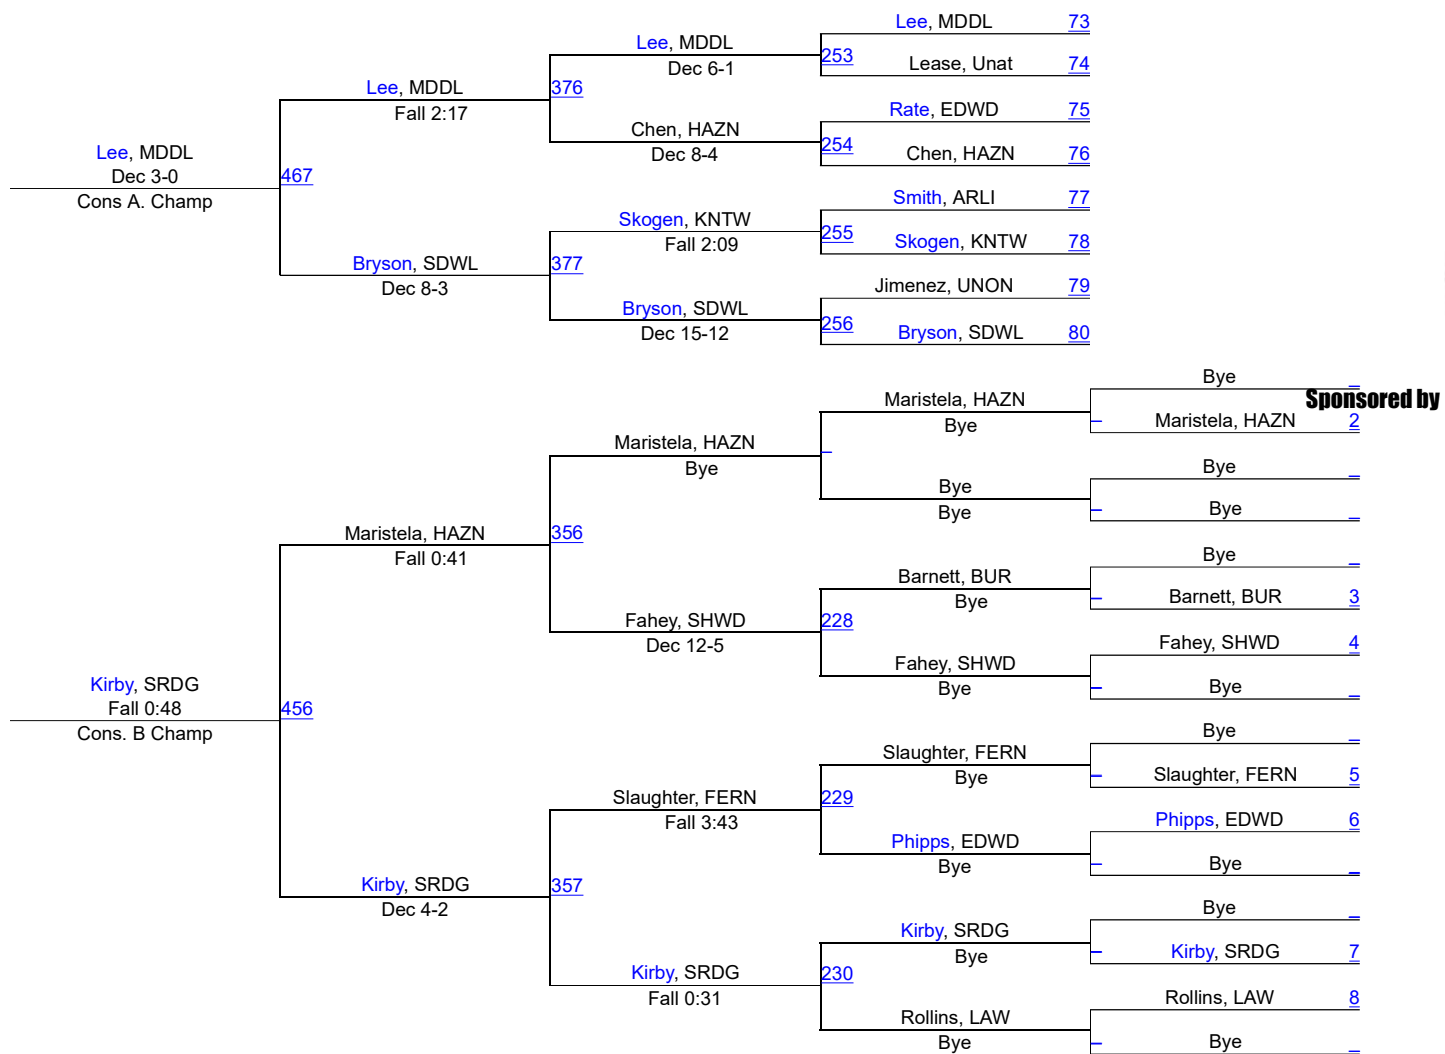 Lee, MDDL 73
Lee, MDDL
Dec 6-1
253
Lease, Unat 74
Lee, MDDL
Fall 2:17
376
Rate, EDWD 75
Chen, HAZN
Dec 8-4
254
Chen, HAZN 76
Lee, MDDL
Dec 3-0
Cons A. Champ
467
Smith, ARLI 77
Skogen, KNTW
Fall 2:09
255
Skogen, KNTW 78
Bryson, SDWL
Dec 8-3
377
Jimenez, UNON 79
Bryson, SDWL
Dec 15-12
256
Bryson, SDWL 80
Bye _
Sponsored by
Maristela, HAZN
Bye
_
Maristela, HAZN 2
Maristela, HAZN
Bye
_
Bye _
Bye
Bye
_
Bye _
Maristela, HAZN
Fall 0:41
356
Bye _
Barnett, BUR
Bye
_
Barnett, BUR 3
Fahey, SHWD
Dec 12-5
228
Fahey, SHWD 4
Fahey, SHWD
Bye
_
Bye _
Kirby, SRDG
Fall 0:48
Cons. B Champ
456
Bye _
Slaughter, FERN
Bye
_
Slaughter, FERN 5
Slaughter, FERN
Fall 3:43
229
Phipps, EDWD 6
Phipps, EDWD
Bye
_
Bye _
Kirby, SRDG
Dec 4-2
357
Bye _
Kirby, SRDG
Bye
_
Kirby, SRDG 7
Kirby, SRDG
Fall 0:31
230
Rollins, LAW 8
Rollins, LAW
Bye
_
Bye _